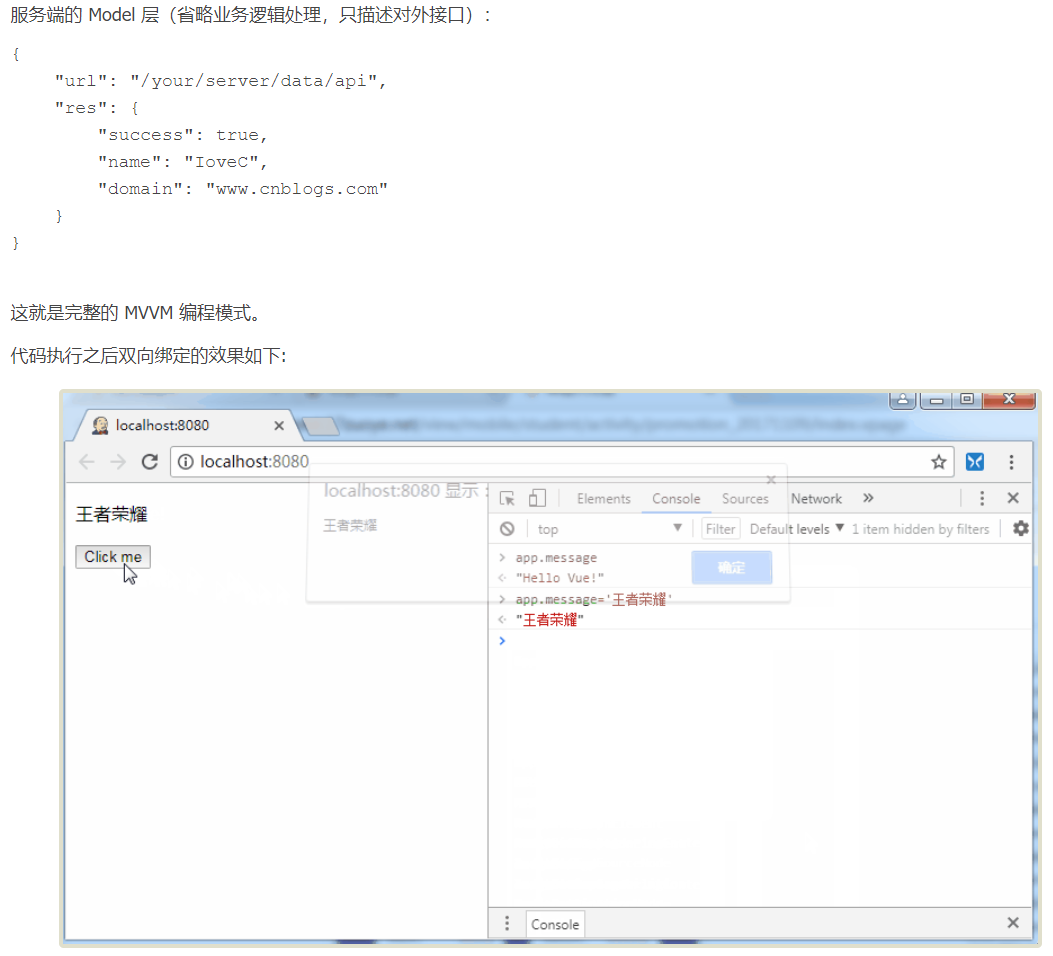 服务端的 Model 层（省略业务逻辑处理，只描述对外接口）：
{
    "url": "/your/server/data/api",
    "res": {
        "success": true,
        "name": "IoveC",
        "domain": "www.cnblogs.com"
    }
}
这就是完整的 MVVM 编程模式。
代码执行之后双向绑定的效果如下:
localhost:8080
localhost:8080
王者荣耀
Click me
localhost:8080 显示：
王者荣耀
确定
Elements Console Sources Network
top Filter Default levels 1 item hidden by filters
app.message
"Hello Vue!"
app.message='王者荣耀'
"王者荣耀"
Console